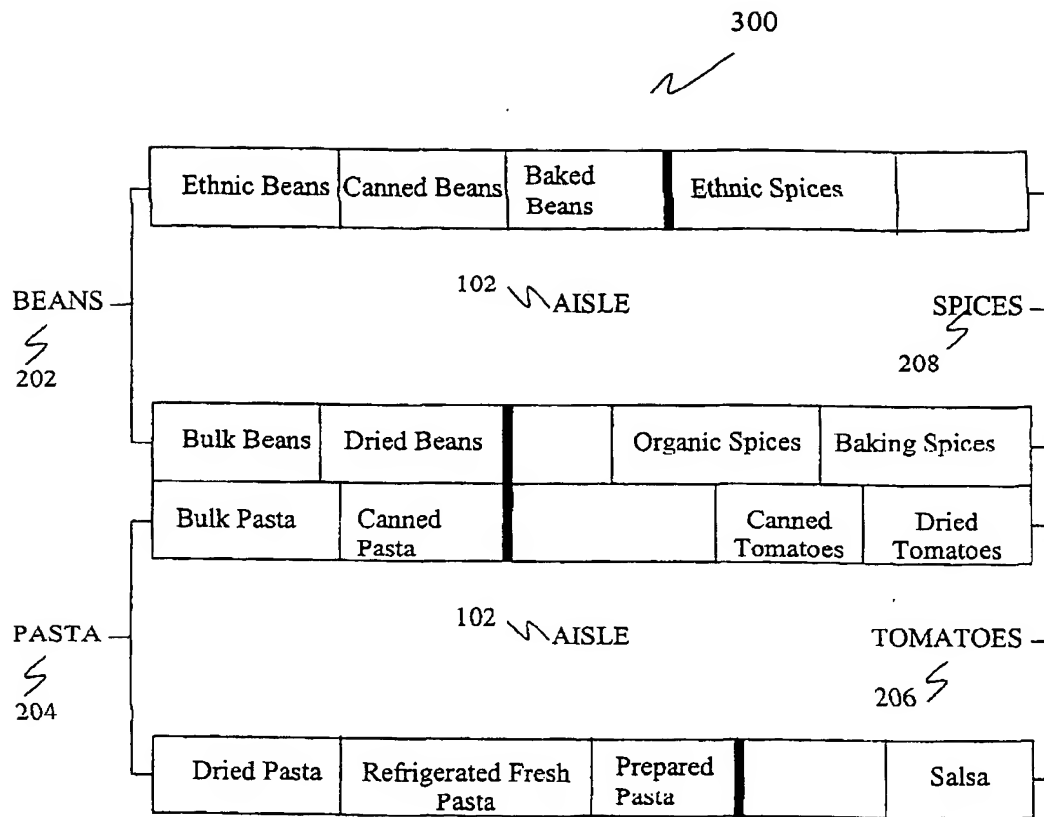 300
Ethnic Beans
Canned Beans
Baked
Beans
Ethnic Spices
BEANS
202
102
AISLE
SPICES
208
Bulk Beans
Dried Beans
Organic Spices
Baking Spices
Bulk Pasta
Canned
Pasta
Canned
Tomatoes
Dried
Tomatoes
PASTA
204
102
AISLE
TOMATOES
206
Dried Pasta
Refrigerated Fresh
Pasta
Prepared
Pasta
Salsa